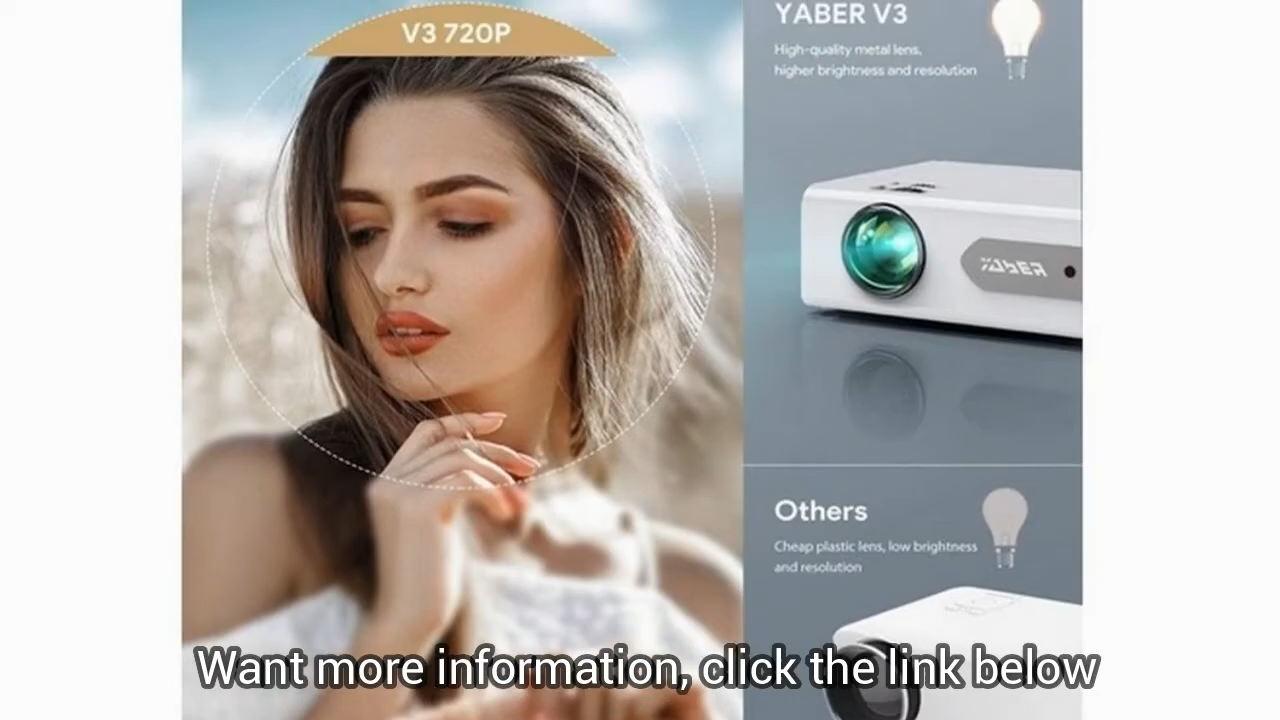 V3 720P
YABER V3
High-quality metal lens,
higher brightness and resolution
YABER
Others
Cheap plastic lens, low brightness
and resolution
Want more information, click the link below